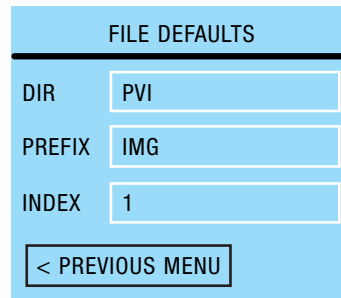 FILE DEFAULTS
DIR PVI
PREFIX IMG
INDEX 1
< PREVIOUS MENU